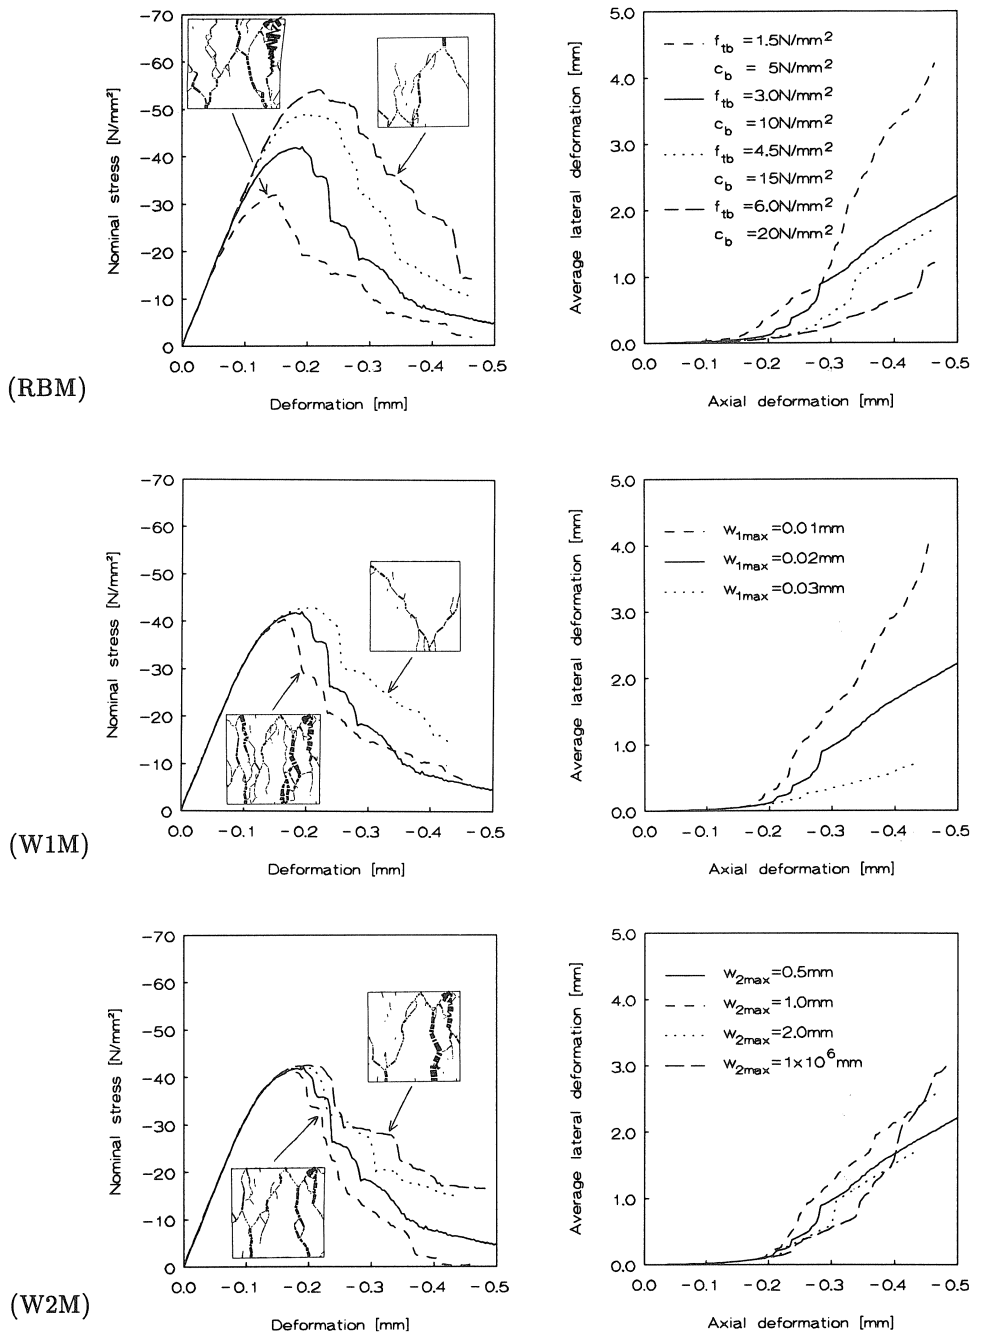 -70
-60
-50
-40
-30
-20
-10
0
Nominal stress [N/mm²]
0.0 -0.1 -0.2 -0.3 -0.4 -0.5
Deformation [mm]
5.0
4.0
3.0
2.0
1.0
0.0
Average lateral deformation [mm]
f_tb =1.5N/mm²
c_b = 5N/mm²
f_tb =3.0N/mm²
c_b =10N/mm²
f_tb =4.5N/mm²
c_b =15N/mm²
f_tb =6.0N/mm²
c_b =20N/mm²
0.0 -0.1 -0.2 -0.3 -0.4 -0.5
Axial deformation [mm]
(RBM)
-70
-60
-50
-40
-30
-20
-10
0
Nominal stress [N/mm²]
0.0 -0.1 -0.2 -0.3 -0.4 -0.5
Deformation [mm]
5.0
4.0
3.0
2.0
1.0
0.0
Average lateral deformation [mm]
w_1max=0.01mm
w_1max=0.02mm
w_1max=0.03mm
0.0 -0.1 -0.2 -0.3 -0.4 -0.5
Axial deformation [mm]
(W1M)
-70
-60
-50
-40
-30
-20
-10
0
Nominal stress [N/mm²]
0.0 -0.1 -0.2 -0.3 -0.4 -0.5
Deformation [mm]
5.0
4.0
3.0
2.0
1.0
0.0
Average lateral deformation [mm]
w_2max=0.5mm
w_2max=1.0mm
w_2max=2.0mm
w_2max=1x10⁶mm
0.0 -0.1 -0.2 -0.3 -0.4 -0.5
Axial deformation [mm]
(W2M)